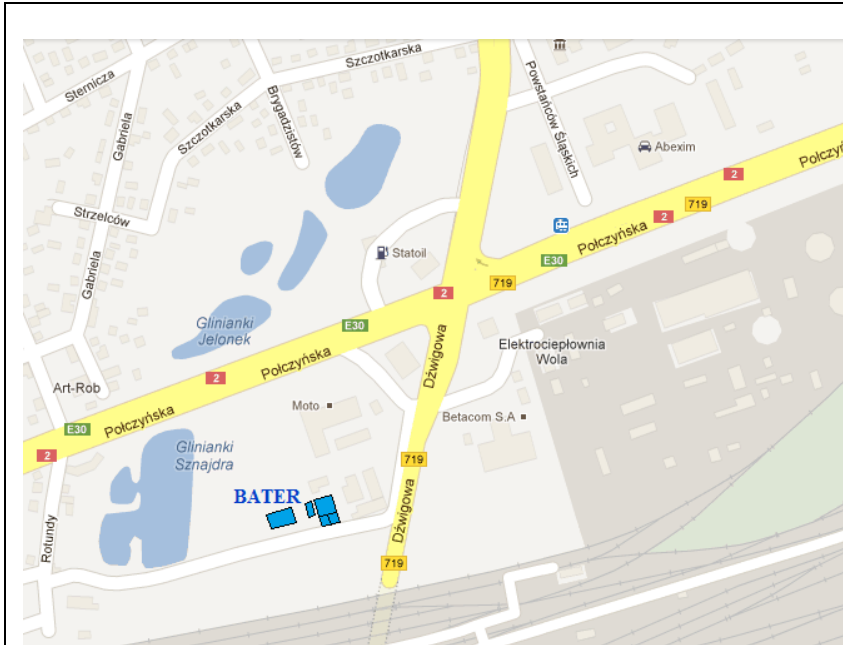 Szczotkarska
Sternicza
Brygadzistów
Powstańców Śląskich
Gabriela
Szczotkarska
Abexim
Połczyń
2
719
2
Strzelców
Połczyńska
Statoil
E30
Gabriela
719
2
Glinianki
Jelonek
E30
Elektrociepłownia
Wola
Połczyńska
Dźwigowa
2
Art-Rob
Moto
Betacom S.A
Połczyńska
E30
Glinianki
Sznajdra
2
719
BATER
Dźwigowa
Rotundy
719